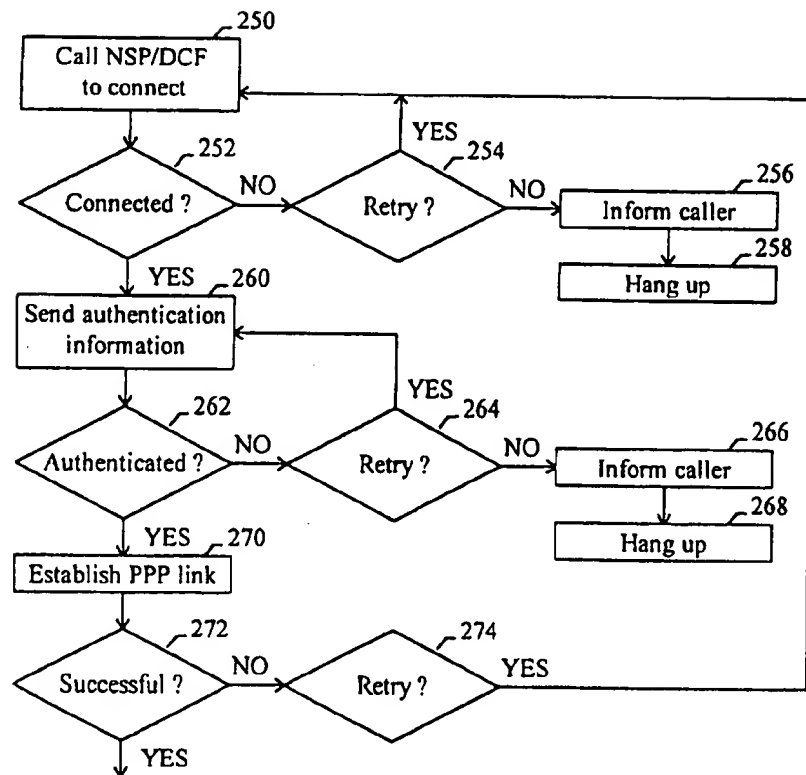 250
Call NSP/DCF
to connect
YES
252
254
NO
NO
256
Connected ?
Retry ?
Inform caller
258
YES
260
Hang up
Send authentication
information
YES
262
264
NO
NO
266
Authenticated ?
Retry ?
Inform caller
268
YES
270
Hang up
Establish PPP link
272
274
NO
YES
Successful ?
Retry ?
YES